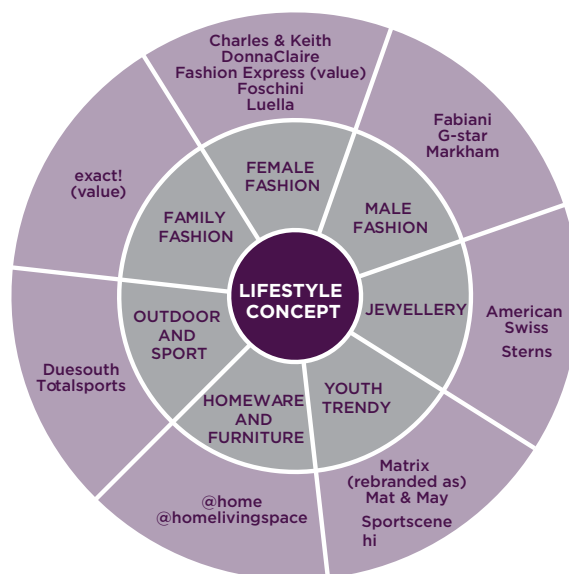 Charles & Keith
DonnaClaire
Fashion Express (value)
Foschini
Luella
Fabiani
G-star
Markham
exact!
(value)
FEMALE
FASHION
MALE
FASHION
FAMILY
FASHION
LIFESTYLE
CONCEPT
JEWELLERY
American
Swiss
Sterns
OUTDOOR
AND
SPORT
Duesouth
Totalsports
HOMEWARE
AND
FURNITURE
YOUTH
TRENDY
@home
@homelivingspace
Matrix
(rebranded as)
Mat & May
Sportscene
hi